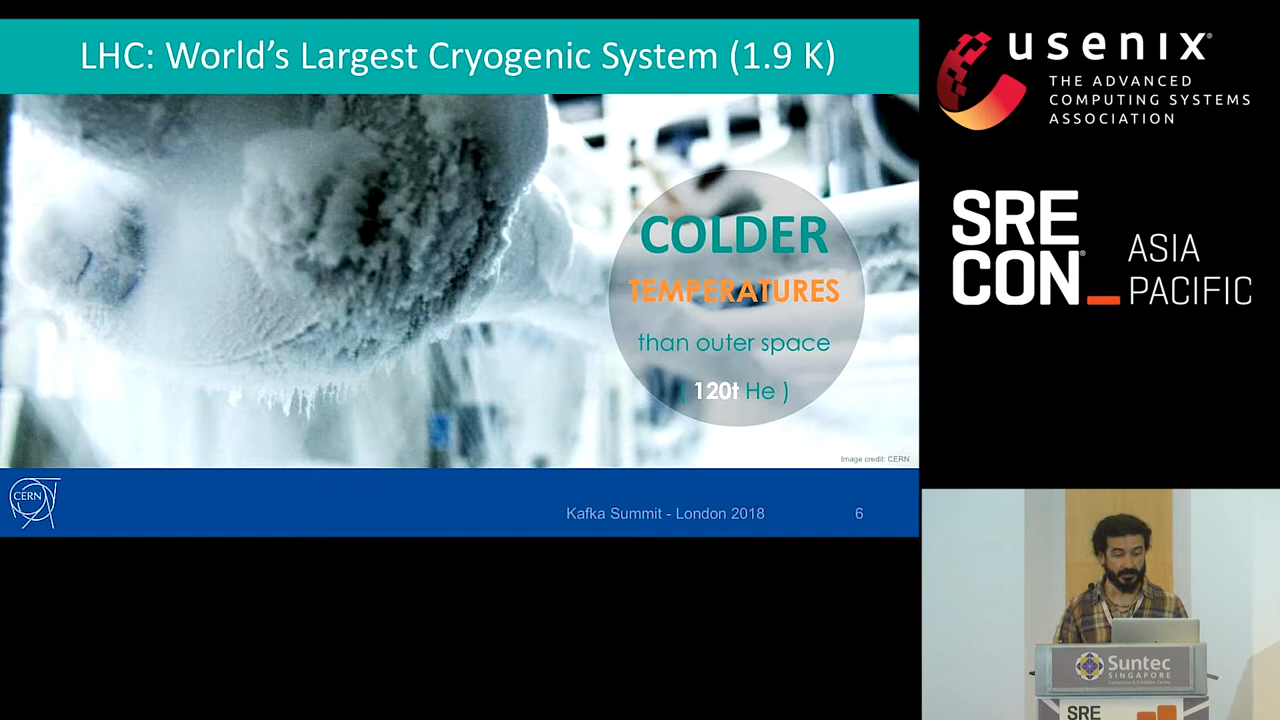 LHC: World's Largest Cryogenic System (1.9 K)
COLDER
TEMPERATURES
than outer space
( 120t He )
Image credit: CERN
CERN
Kafka Summit - London 2018
6
usenix®
THE ADVANCED
COMPUTING SYSTEMS
ASSOCIATION
SRE
CON®
ASIA
PACIFIC
Suntec
SINGAPORE
SRE